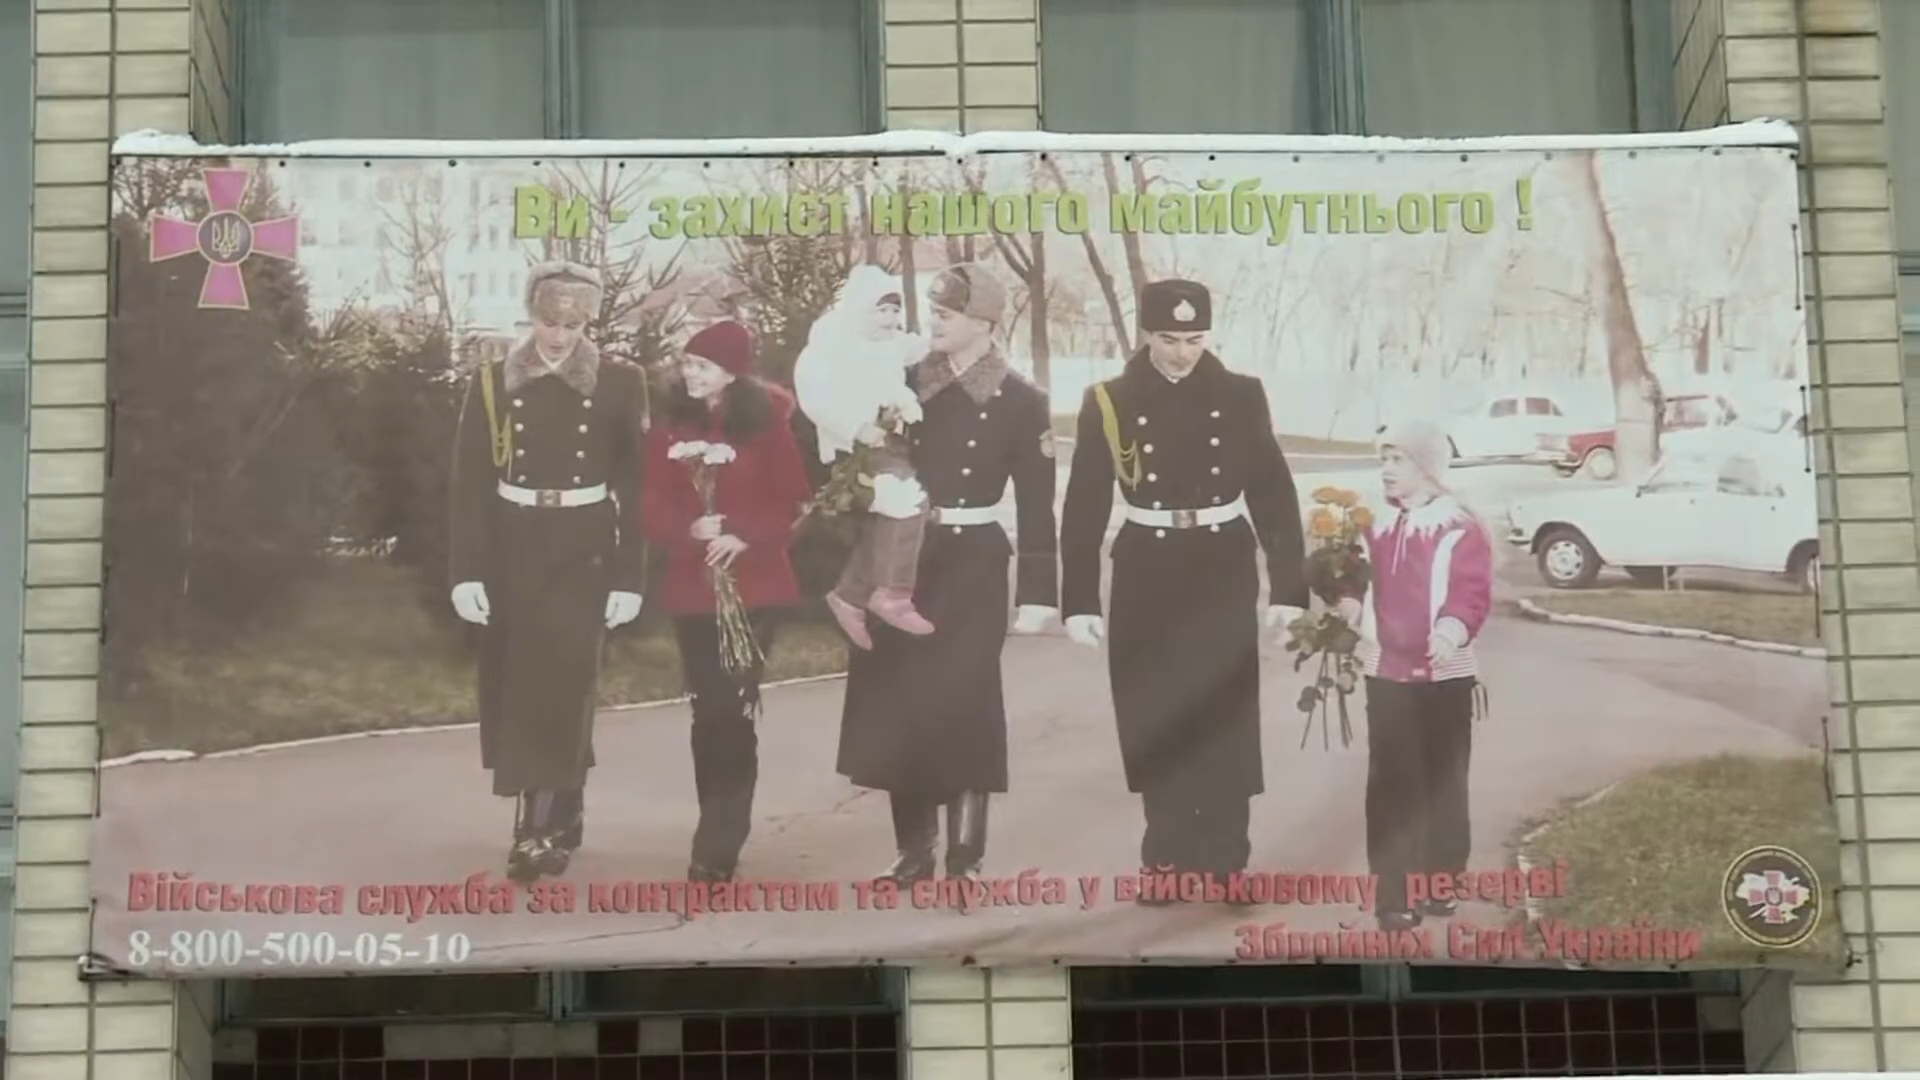 Ви - захист нашого майбутнього !
Військова служба за контрактом та служба у військовому резерві
Збройних Сил України
8-800-500-05-10